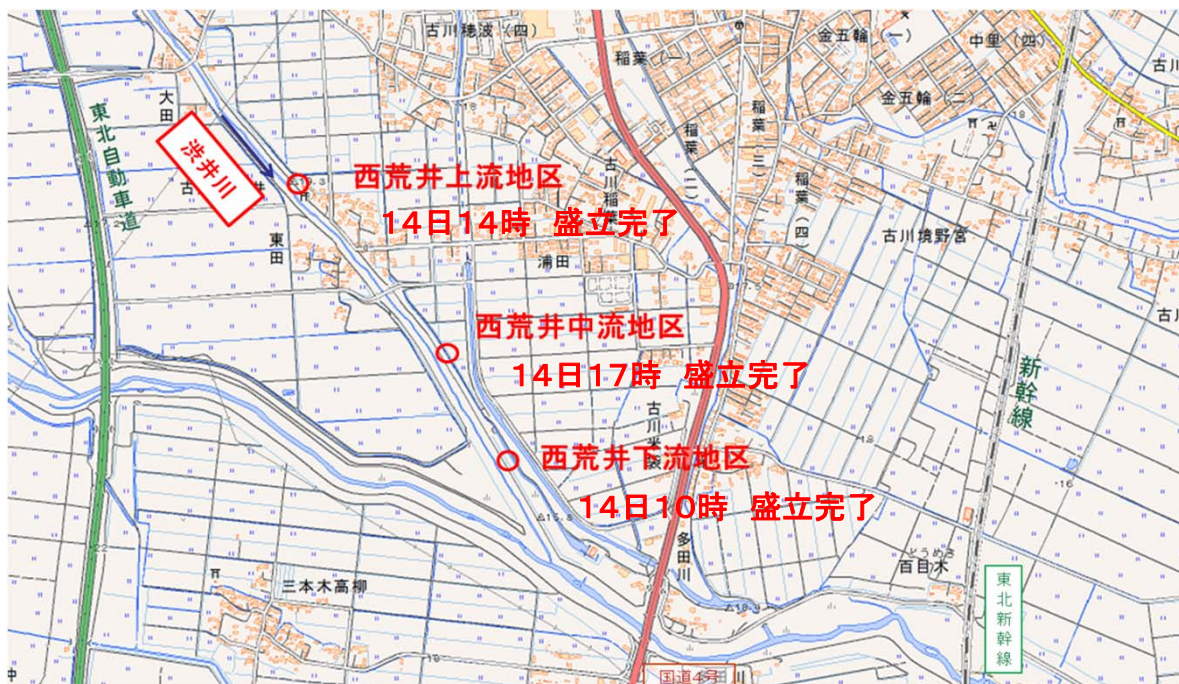 古川穂波(四)
稲葉(一)
金五輪(一)
中里(四)
大田
東北自動車道
渋井川
稲葉(二)
稲葉(三)
金五輪(二)
古川稲葉
西荒井上流地区
14日14時 盛立完了
稲葉(四)
古川境野宮
東田
浦田
西荒井中流地区
14日17時 盛立完了
新幹線
西荒井下流地区
14日10時 盛立完了
多田川
とうめき
百目木
三本木高柳
東北新幹線
国道4号